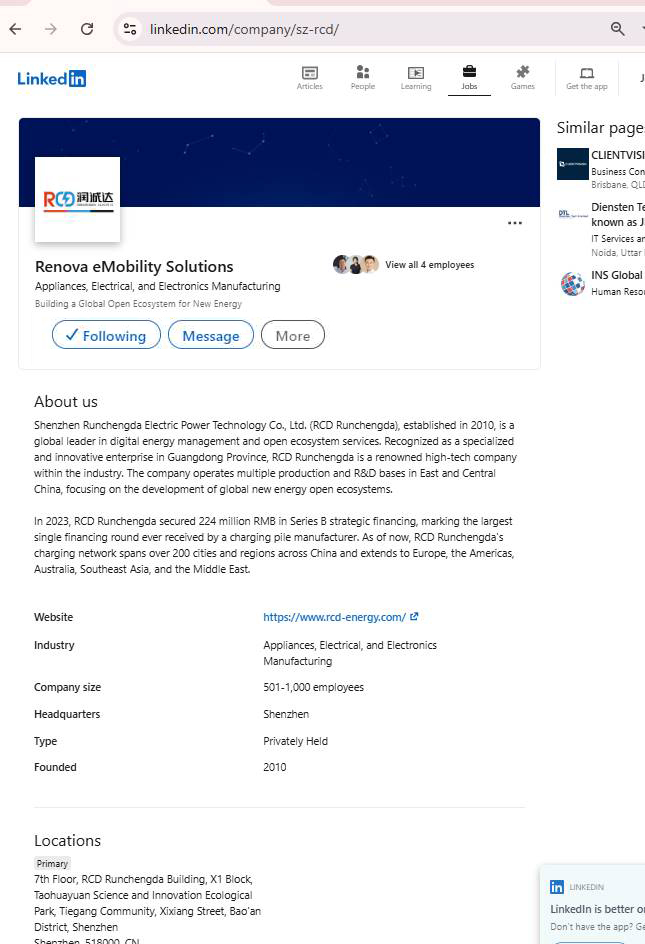 linkedin.com/company/sz-rcd/
Linked in
Articles
People
Learning
Jobs
Games
Get the app
J
RCD 润诚达
Similar page
CLIENTVISI
Business Con
Brisbane, QLD
DTL
Diensten Te
known as J
IT Services an
Noida, Uttar
INS Global
Human Resou
Renova eMobility Solutions
View all 4 employees
Appliances, Electrical, and Electronics Manufacturing
Building a Global Open Ecosystem for New Energy
Following
Message
More
About us
Shenzhen Runchengda Electric Power Technology Co., Ltd. (RCD Runchengda), established in 2010, is a
global leader in digital energy management and open ecosystem services. Recognized as a specialized
and innovative enterprise in Guangdong Province, RCD Runchengda is a renowned high-tech company
within the industry. The company operates multiple production and R&D bases in East and Central
China, focusing on the development of global new energy open ecosystems.
In 2023, RCD Runchengda secured 224 million RMB in Series B strategic financing, marking the largest
single financing round ever received by a charging pile manufacturer. As of now, RCD Runchengda's
charging network spans over 200 cities and regions across China and extends to Europe, the Americas,
Australia, Southeast Asia, and the Middle East.
Website
https://www.rcd-energy.com/
Industry
Appliances, Electrical, and Electronics
Manufacturing
Company size
501-1,000 employees
Headquarters
Shenzhen
Type
Privately Held
Founded
2010
Locations
Primary
7th Floor, RCD Runchengda Building, X1 Block,
Taohuayuan Science and Innovation Ecological
Park, Tiegang Community, Xixiang Street, Bao'an
District, Shenzhen
Shenzhen, 518000, CN
in LINKEDIN
LinkedIn is better o
Don't have the app? Ge